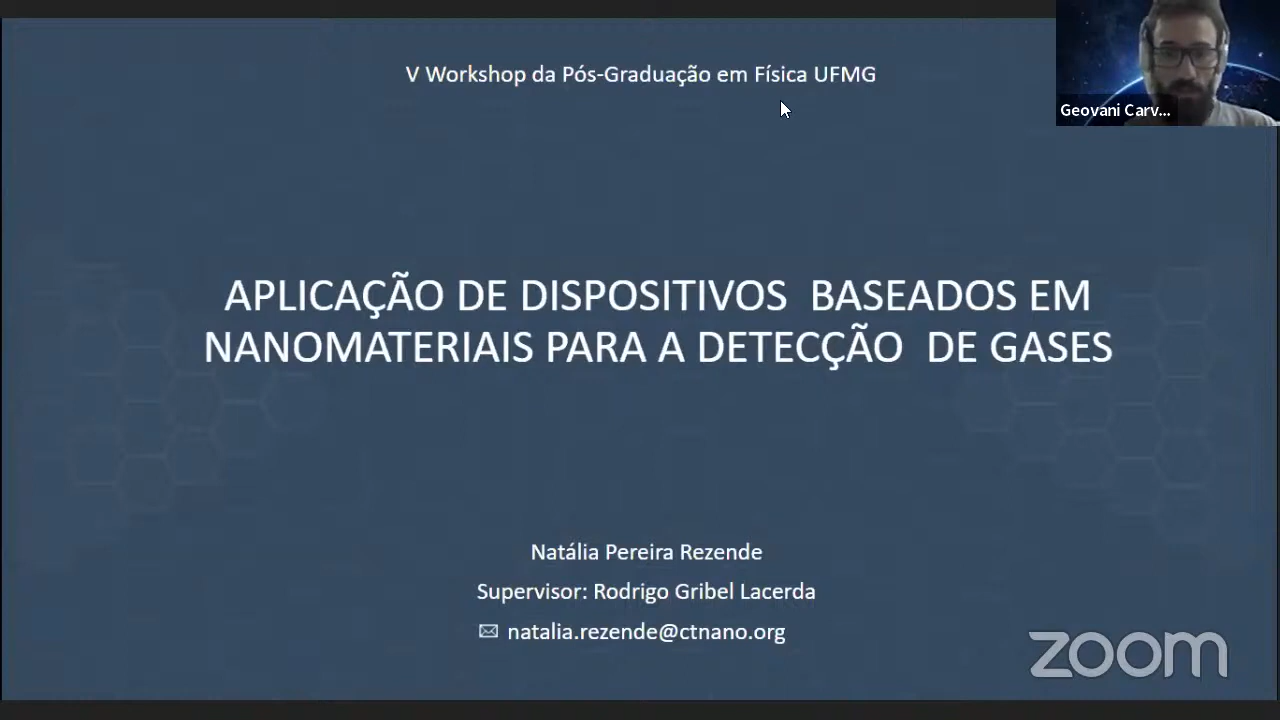 V Workshop da Pós-Graduação em Física UFMG
Geovani Carv...
APLICAÇÃO DE DISPOSITIVOS BASEADOS EM
NANOMATERIAIS PARA A DETECÇÃO DE GASES
Natália Pereira Rezende
Supervisor: Rodrigo Gribel Lacerda
natalia.rezende@ctnano.org
zoom